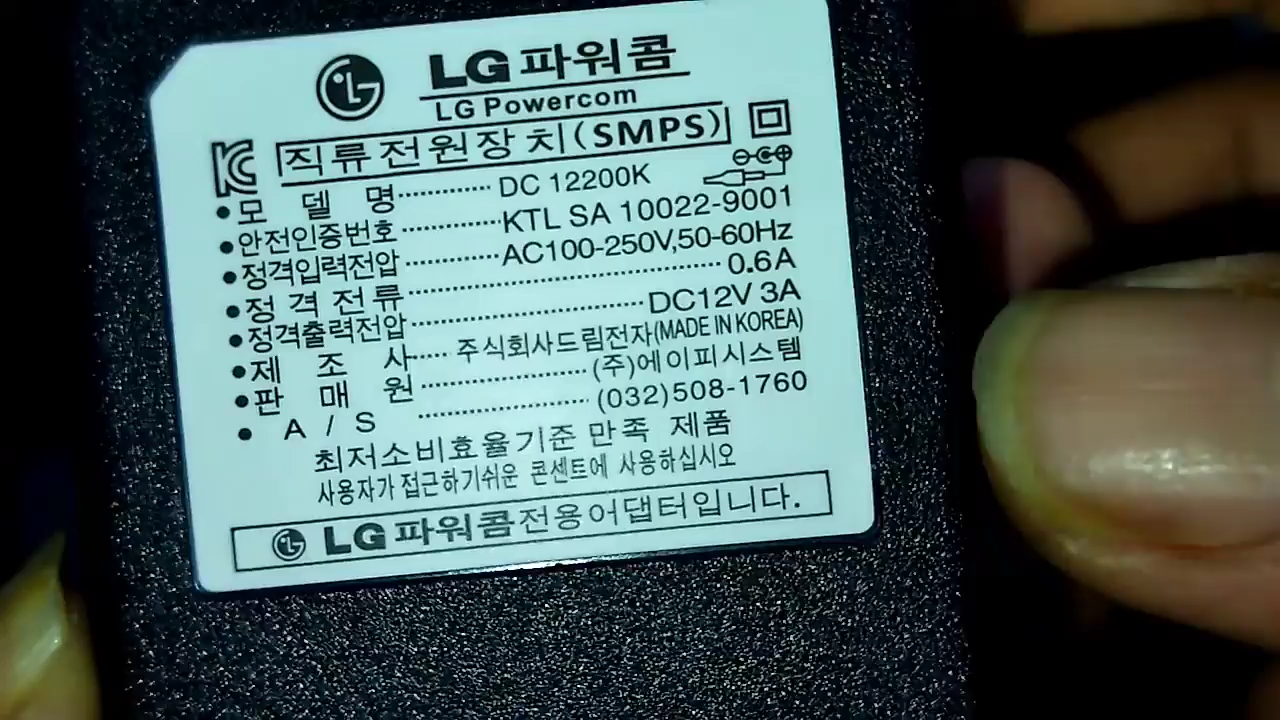 LG 파워콤
LG Powercom
직류전원장치(SMPS)
•모 델 명············ DC 12200K
•안전인증번호············KTL SA 10022-9001
•정격입력전압············AC100-250V,50-60Hz
•정 격 전 류············0.6A
•정격출력전압············DC12V 3A
•제 조 사····· 주식회사드림전자(MADE IN KOREA)
•판 매 원············(주)에이피시스템
• A / S ············(032)508-1760
최저소비효율기준 만족 제품
사용자가 접근하기쉬운 콘센트에 사용하십시오
LG 파워콤전용어댑터입니다.